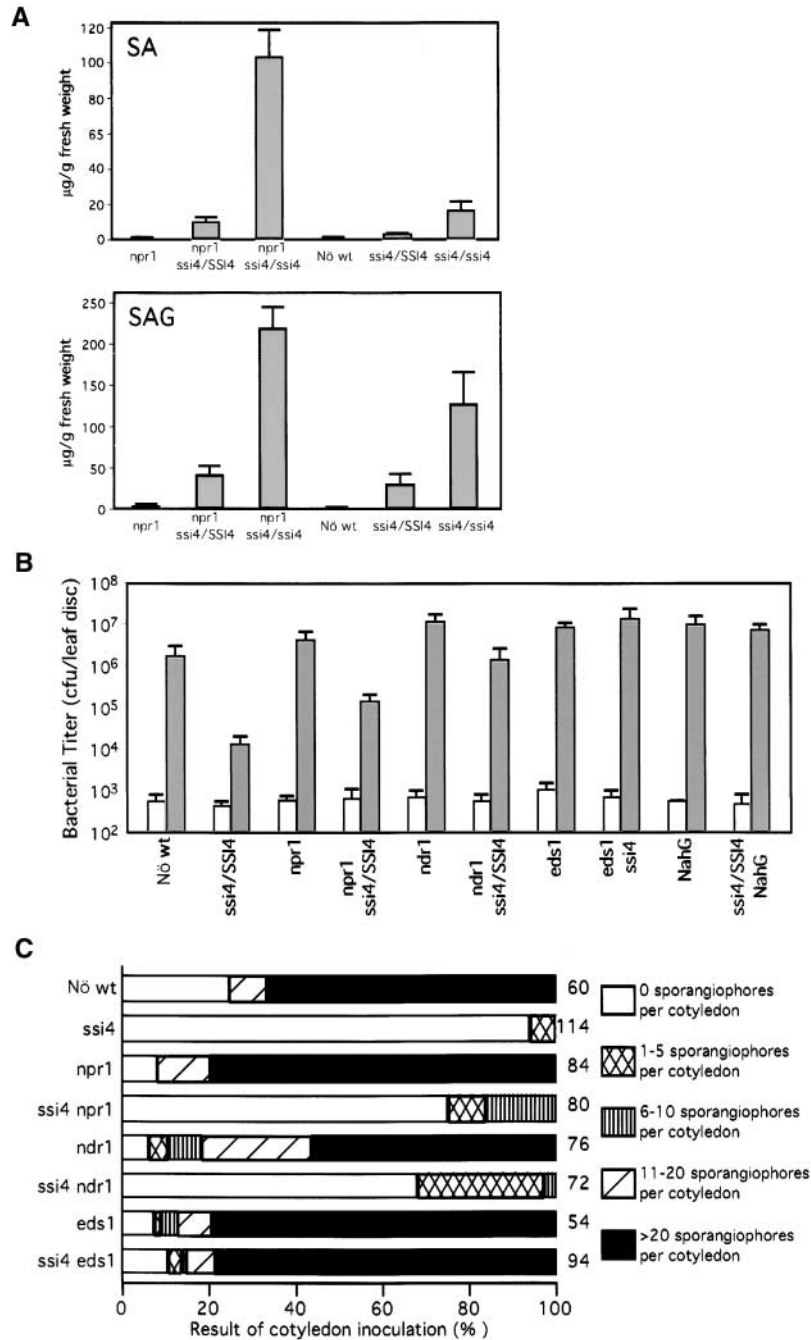 A
SA
µg/g fresh weight
120
100
80
65
40
20
0
npr1
npr1 ssi4/SSI4
npr1 ssi4/ssi4
Nö wt
ssi4/SSI4
ssi4/ssi4
SAG
µg/g fresh weight
250
200
150
100
50
0
npr1
npr1 ssi4/SSI4
npr1 ssi4/ssi4
Nö wt
ssi4/SSI4
ssi4/ssi4
B
Bacterial Titer (cfu/leaf disc)
10⁸
10⁷
10⁶
10⁵
10⁴
10³
10²
Nö wt
ssi4/SSI4
npr1
npr1 ssi4/SSI4
ndr1
ndr1 ssi4/SSI4
eds1
eds1 ssi4
NahG
ssi4/SSI4 NahG
C
Nö wt 60
ssi4 114
npr1 84
ssi4 npr1 80
ndr1 76
ssi4 ndr1 72
eds1 54
ssi4 eds1 94
0 20 40 60 80 100
Result of cotyledon inoculation (% )
0 sporangiophores
per cotyledon
1-5 sporangiophores
per cotyledon
6-10 sporangiophores
per cotyledon
11-20 sporangiophores
per cotyledon
>20 sporangiophores
per cotyledon